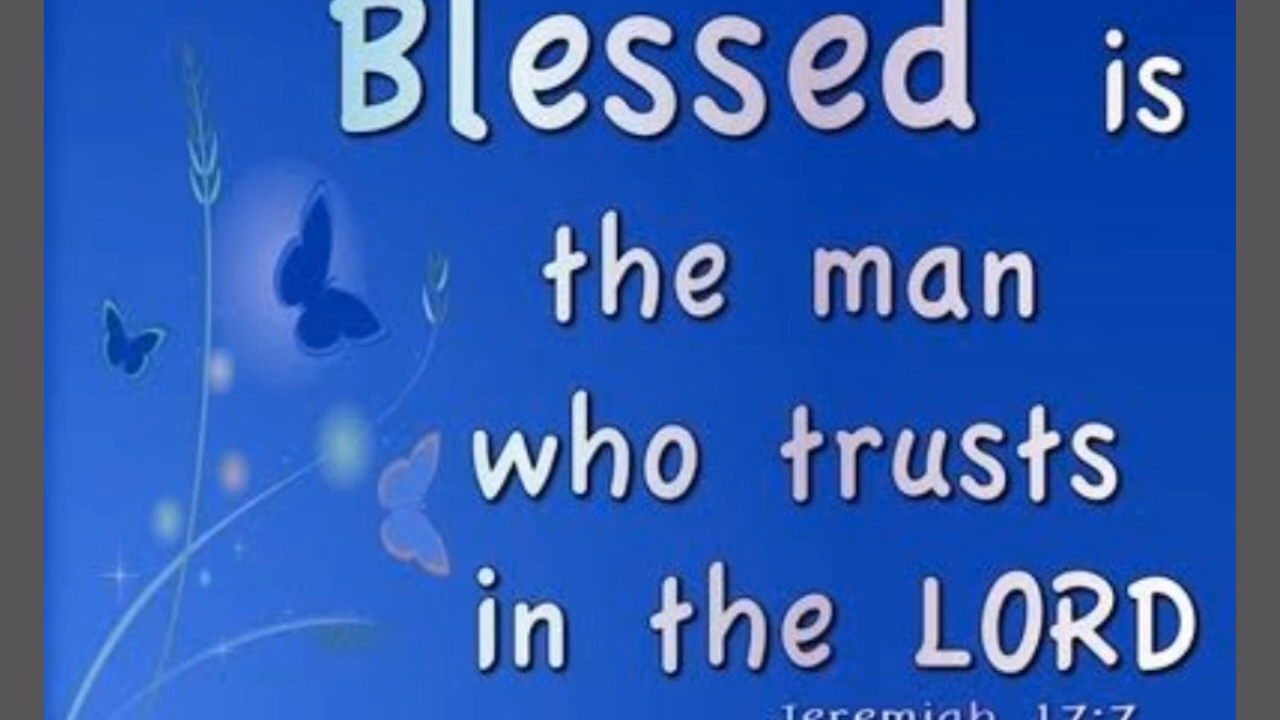 Blessed is
the man
who trusts
in the LORD
Jeremiah 17:7